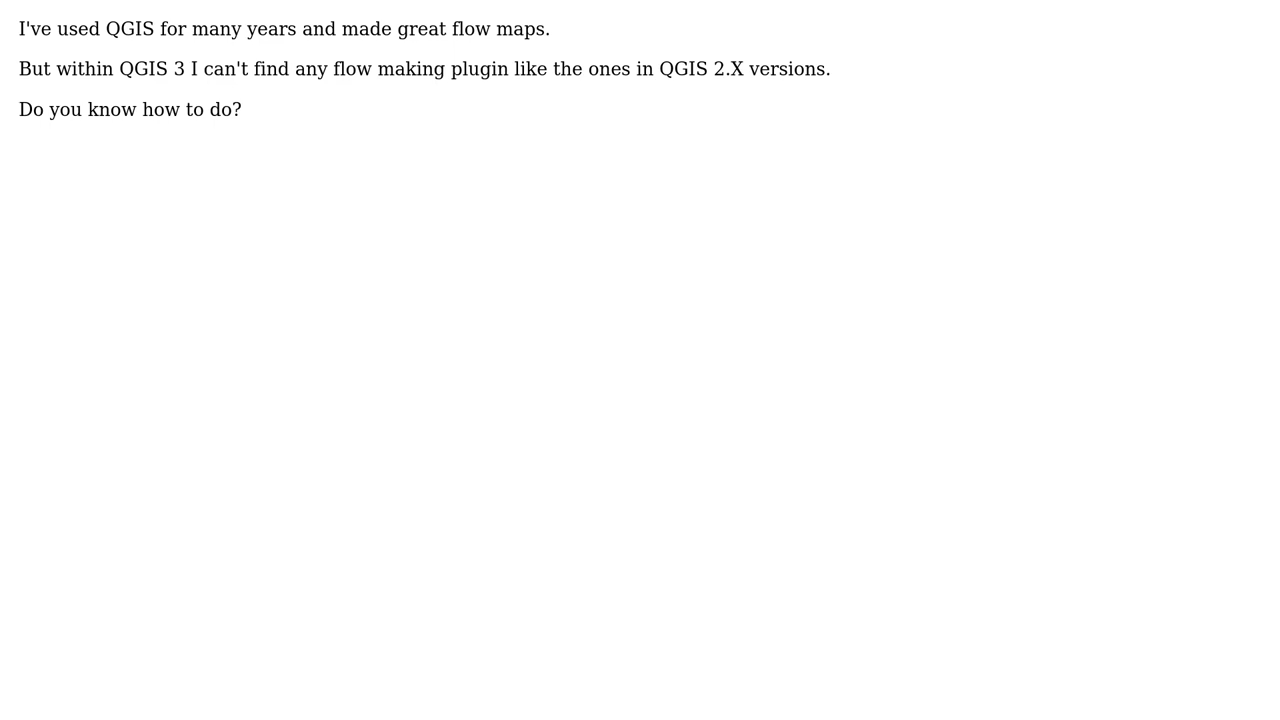 I've used QGIS for many years and made great flow maps.
But within QGIS 3 I can't find any flow making plugin like the ones in QGIS 2.X versions.
Do you know how to do?